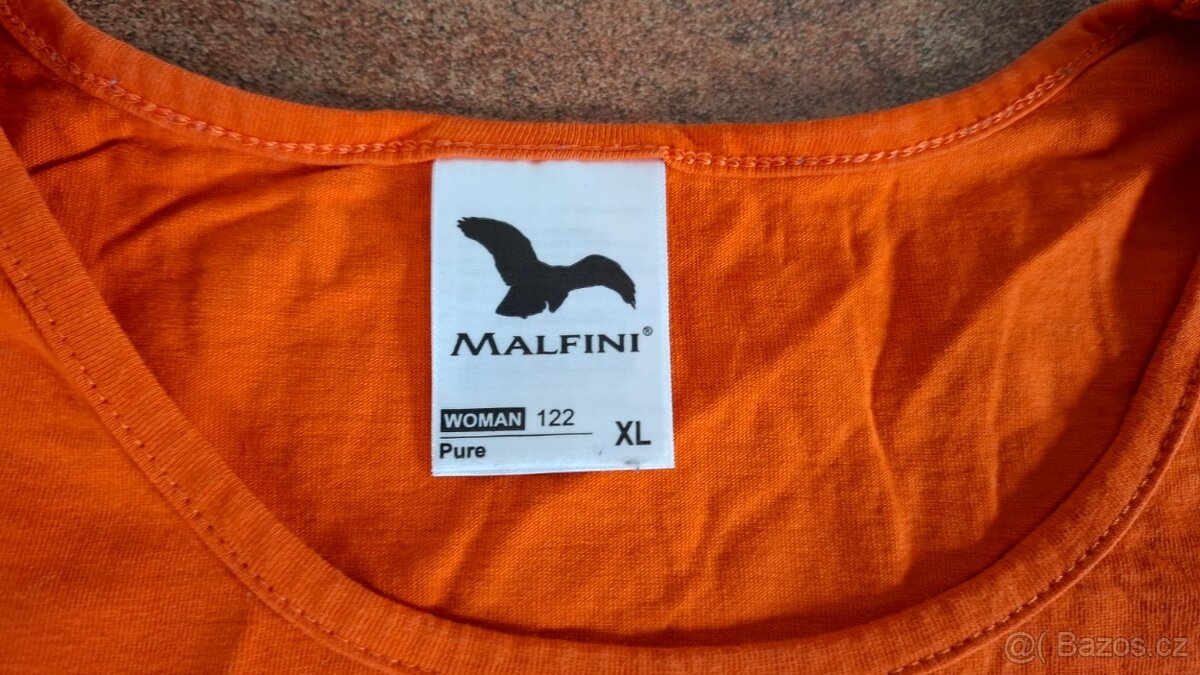 MALFINI®
WOMAN 122
Pure
XL
@( Bazos.cz